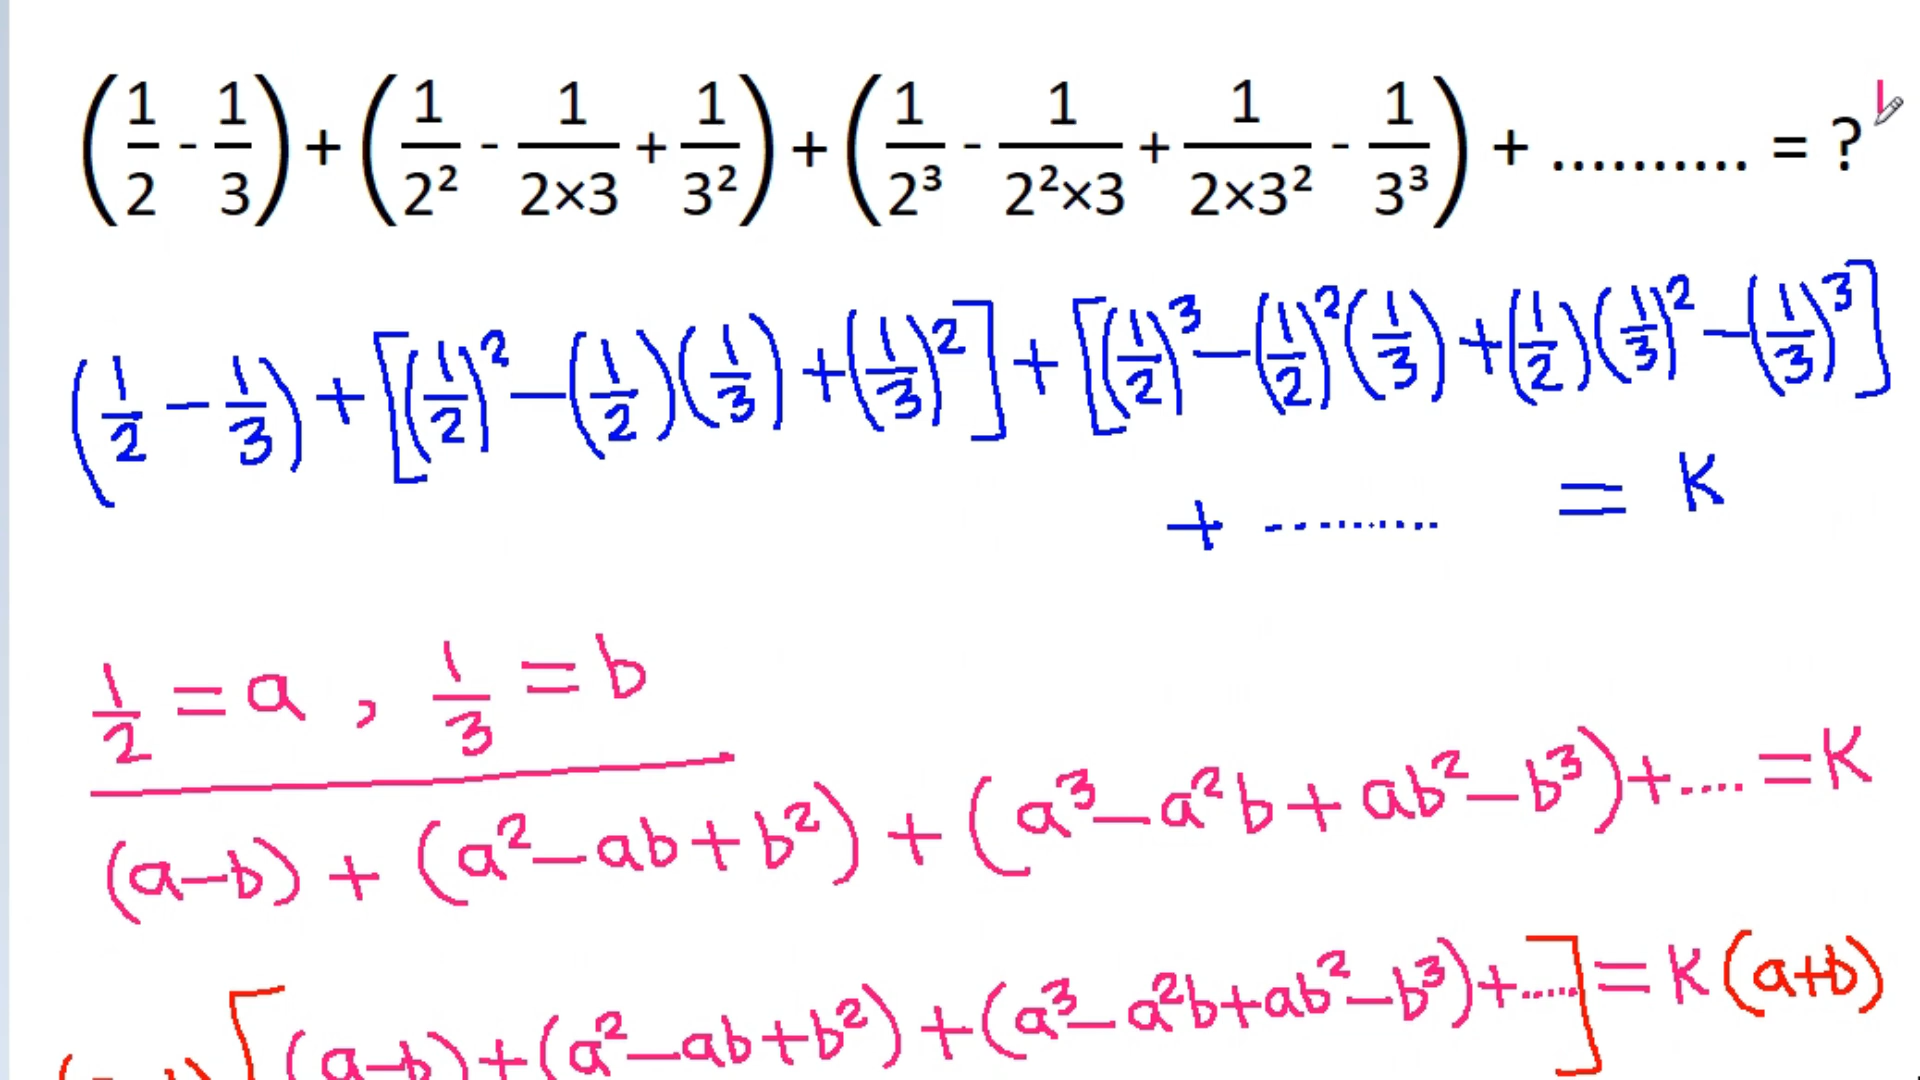 (1/2 - 1/3) + (1/2² - 1/2×3 + 1/3²) + (1/2³ - 1/2²×3 + 1/2×3² - 1/3³) + .......... = ?
(1/2 - 1/3) + [(1/2)² - (1/2)(1/3) + (1/3)²] + [(1/2)³ - (1/2)²(1/3) + (1/2)(1/3)² - (1/3)³]
+ .......... = K
1/2 = a , 1/3 = b
(a-b) + (a² - ab + b²) + (a³ - a²b + ab² - b³) + .... = K
[(a-b) + (a² - ab + b²) + (a³ - a²b + ab² - b³) + .....] = K (a+b)